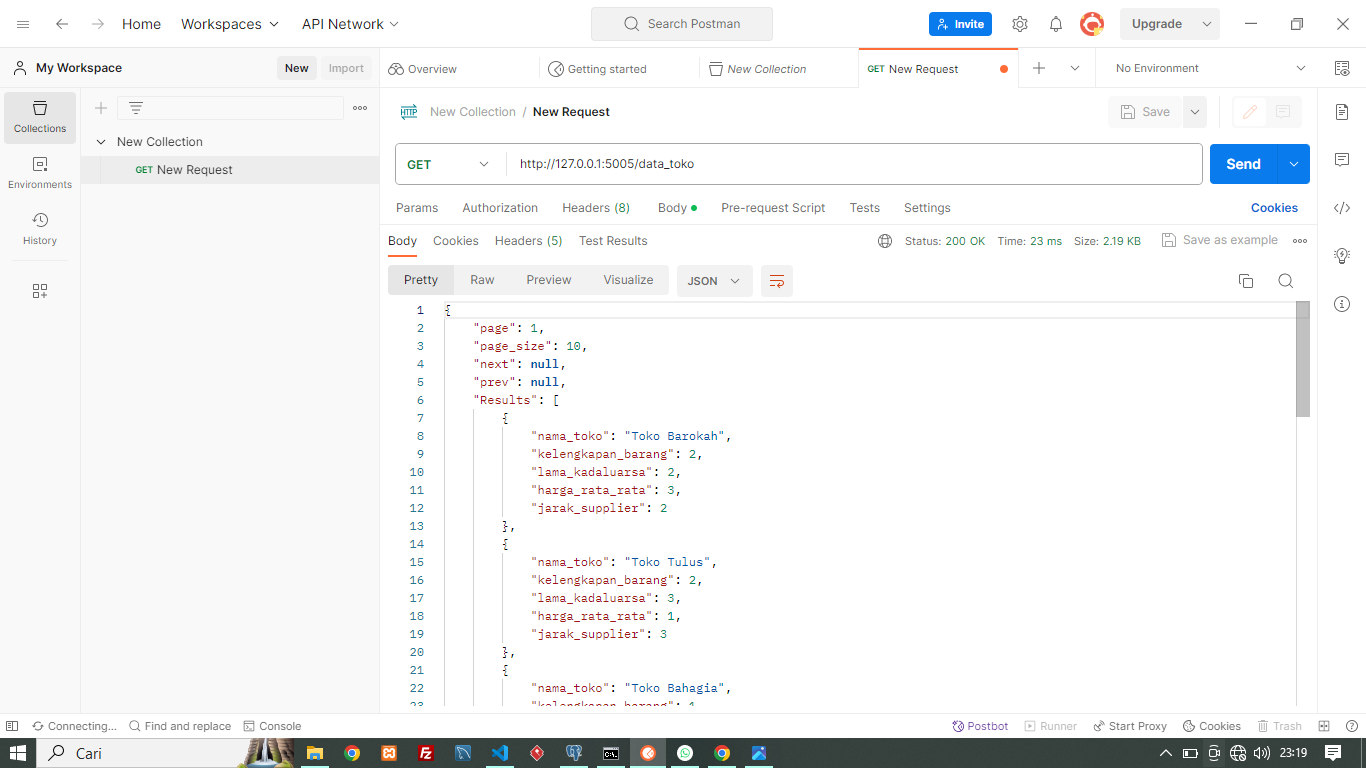 Home Workspaces API Network Search Postman Invite Upgrade
My Workspace New Import Overview Getting started New Collection GET New Request No Environment
Collections
Environments
History
New Collection
GET New Request
HTTP New Collection / New Request Save
GET http://127.0.0.1:5005/data_toko Send
Params Authorization Headers (8) Body Pre-request Script Tests Settings Cookies
Body Cookies Headers (5) Test Results Status: 200 OK Time: 23 ms Size: 2.19 KB Save as example
Pretty Raw Preview Visualize JSON
1 {
2 "page": 1,
3 "page_size": 10,
4 "next": null,
5 "prev": null,
6 "Results": [
7 {
8 "nama_toko": "Toko Barokah",
9 "kelengkapan_barang": 2,
10 "lama_kadaluarsa": 2,
11 "harga_rata_rata": 3,
12 "jarak_supplier": 2
13 },
14 {
15 "nama_toko": "Toko Tulus",
16 "kelengkapan_barang": 2,
17 "lama_kadaluarsa": 3,
18 "harga_rata_rata": 1,
19 "jarak_supplier": 3
20 },
21 {
22 "nama_toko": "Toko Bahagia",
23 "kelengkapan_barang": 1
Connecting... Find and replace Console Postbot Runner Start Proxy Cookies Trash
Cari 23:19